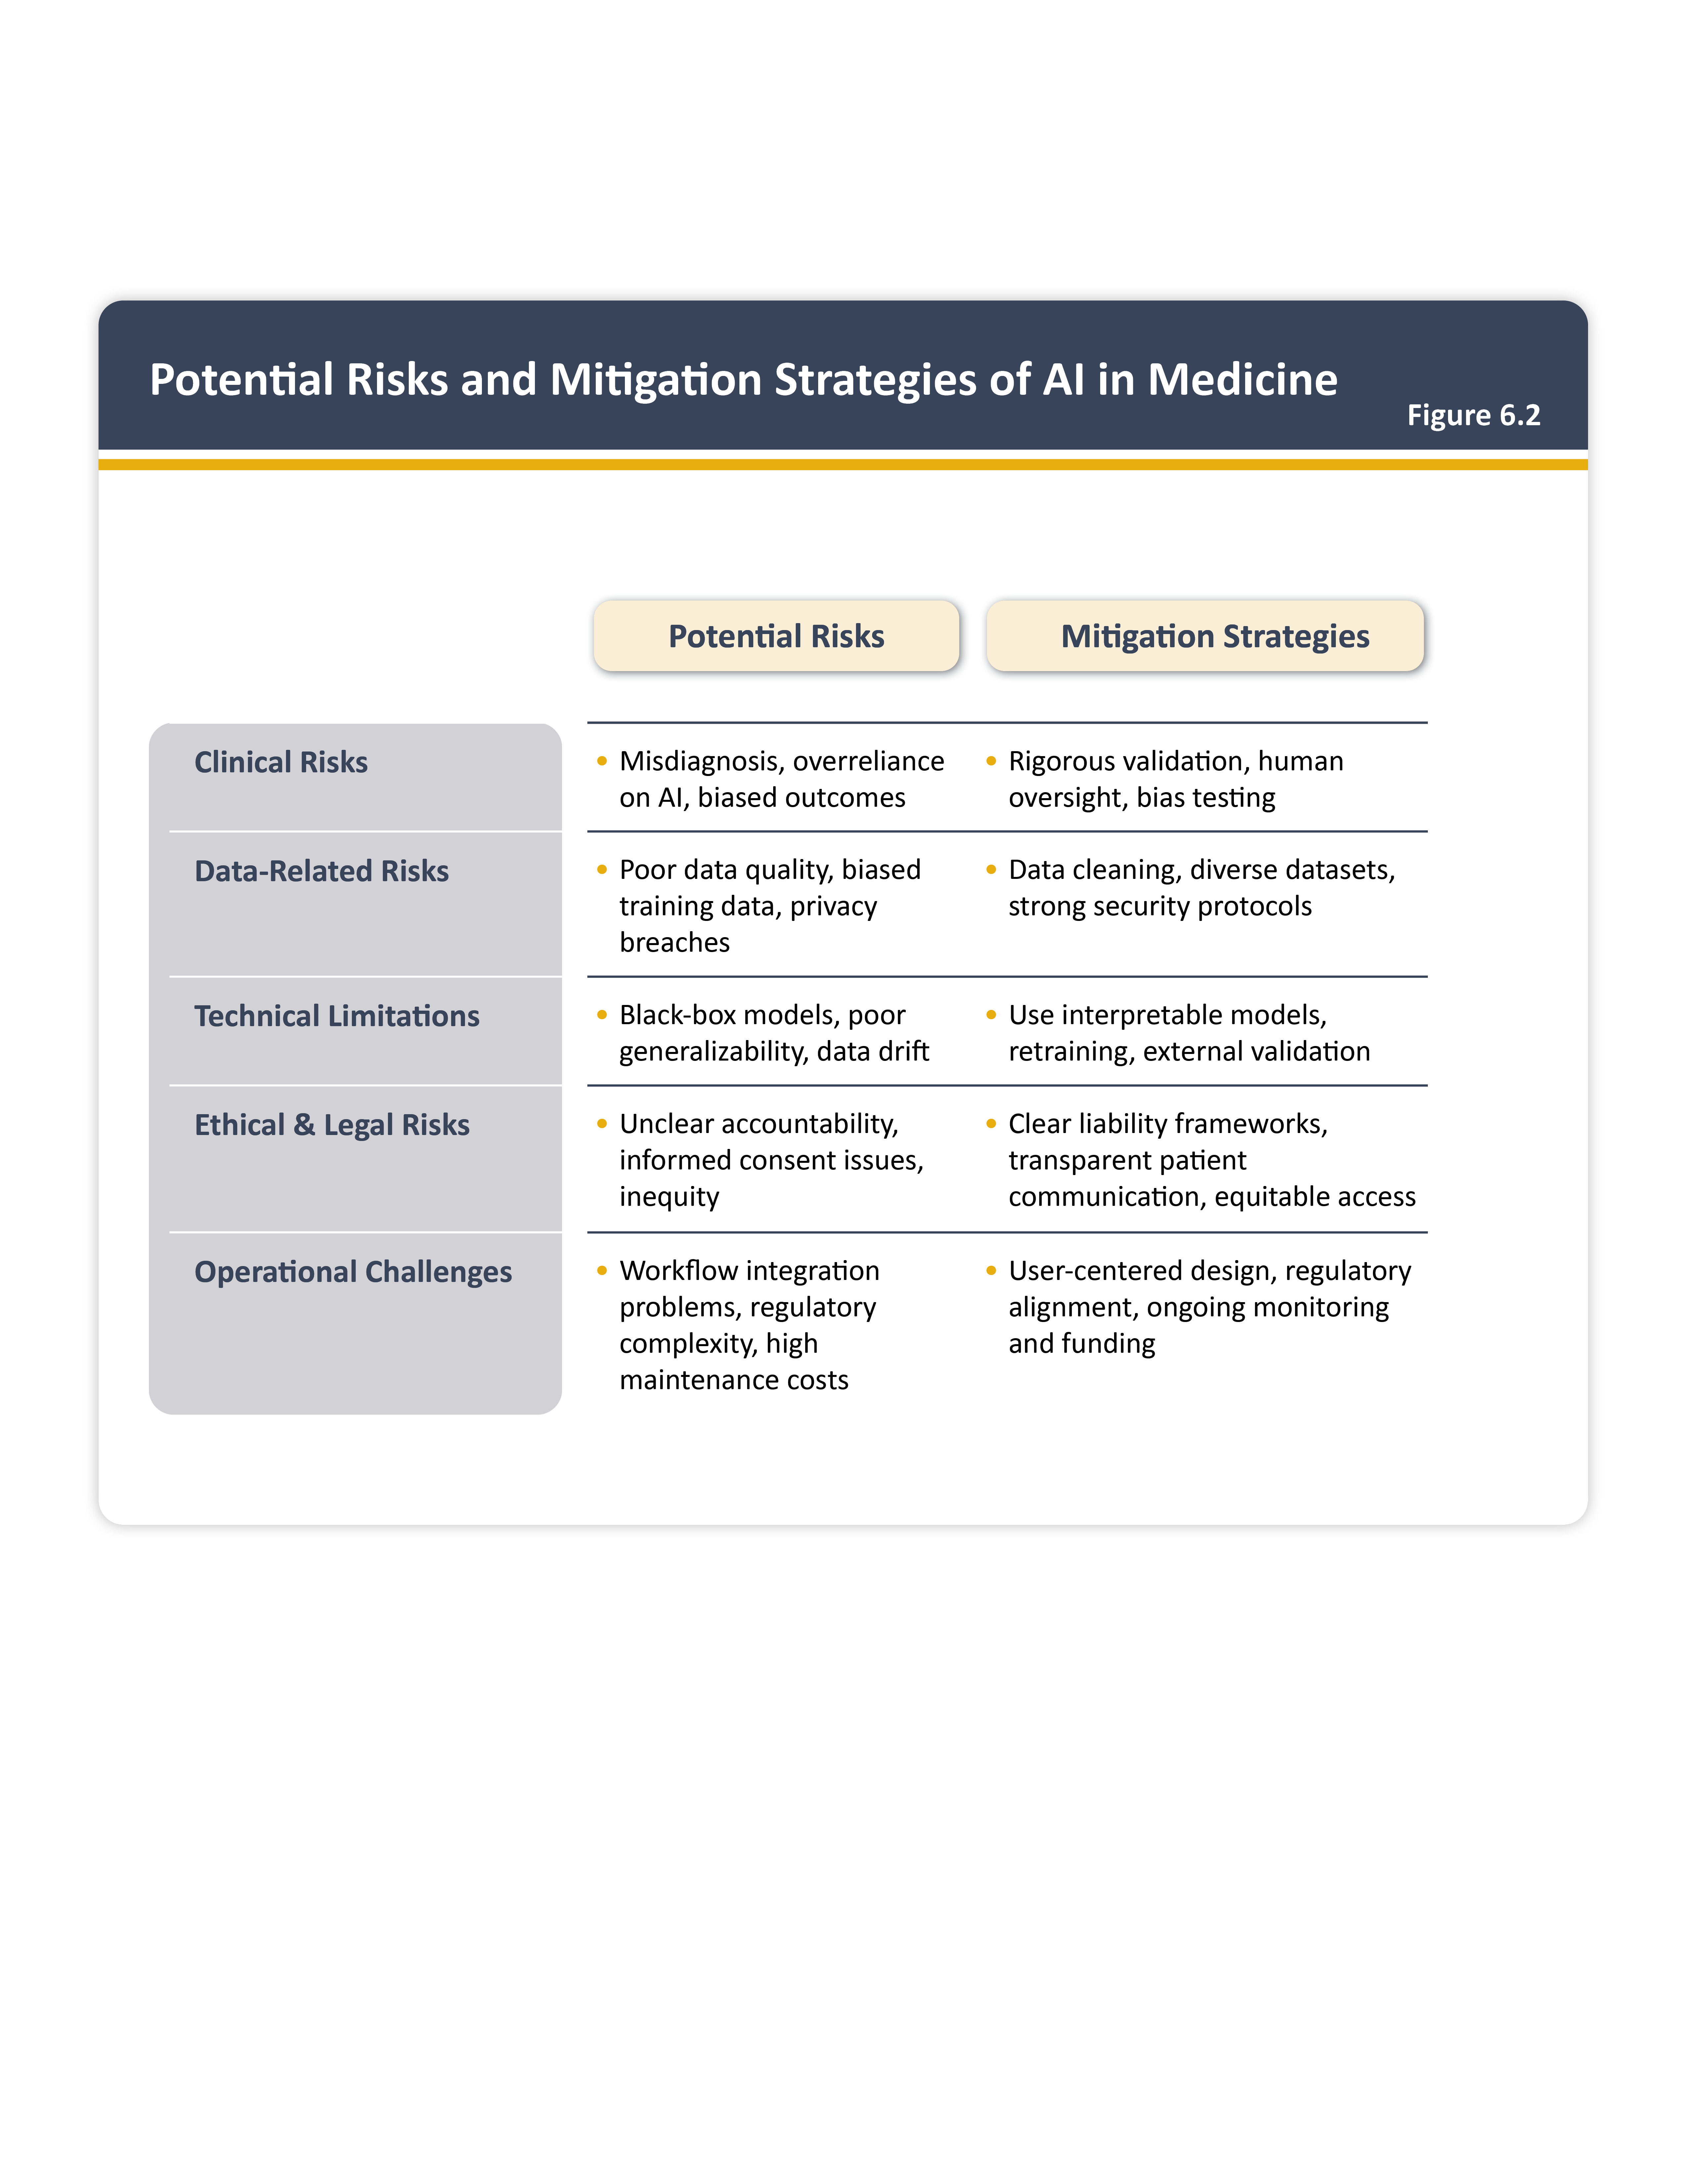 Potential Risks and Mitigation Strategies of AI in Medicine
Figure 6.2
Potential Risks
Mitigation Strategies
Clinical Risks
• Misdiagnosis, overreliance
on AI, biased outcomes
• Rigorous validation, human
oversight, bias testing
Data-Related Risks
• Poor data quality, biased
training data, privacy
breaches
• Data cleaning, diverse datasets,
strong security protocols
Technical Limitations
• Black-box models, poor
generalizability, data drift
• Use interpretable models,
retraining, external validation
Ethical & Legal Risks
• Unclear accountability,
informed consent issues,
inequity
• Clear liability frameworks,
transparent patient
communication, equitable access
Operational Challenges
• Workflow integration
problems, regulatory
complexity, high
maintenance costs
• User-centered design, regulatory
alignment, ongoing monitoring
and funding